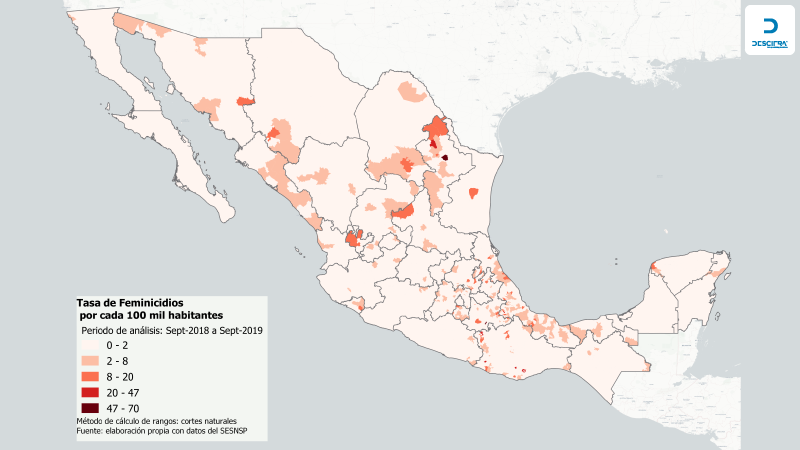 DESCIFRA
Tasa de Feminicidios
por cada 100 mil habitantes
Periodo de análisis: Sept-2018 a Sept-2019
0 - 2
2 - 8
8 - 20
20 - 47
47 - 70
Método de cálculo de rangos: cortes naturales
Fuente: elaboración propia con datos del SESNSP